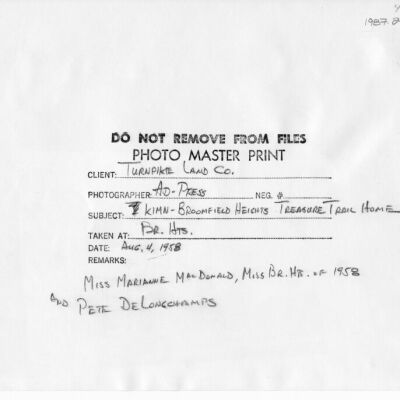 1987.2
DO NOT REMOVE FROM FILES
PHOTO MASTER PRINT
CLIENT: TURNPIKE LAND CO.
PHOTOGRAPHER: AD-PRESS NEG. #
SUBJECT: KIMN-BROOMFIELD HEIGHTS TREASURE TRAIL HOME
TAKEN AT: BR. HTS.
DATE: AUG. 4, 1958
REMARKS:
MISS MARIANNE MACDONALD, MISS BR. HTS. OF 1958
AND PETE DELONGCHAMPS